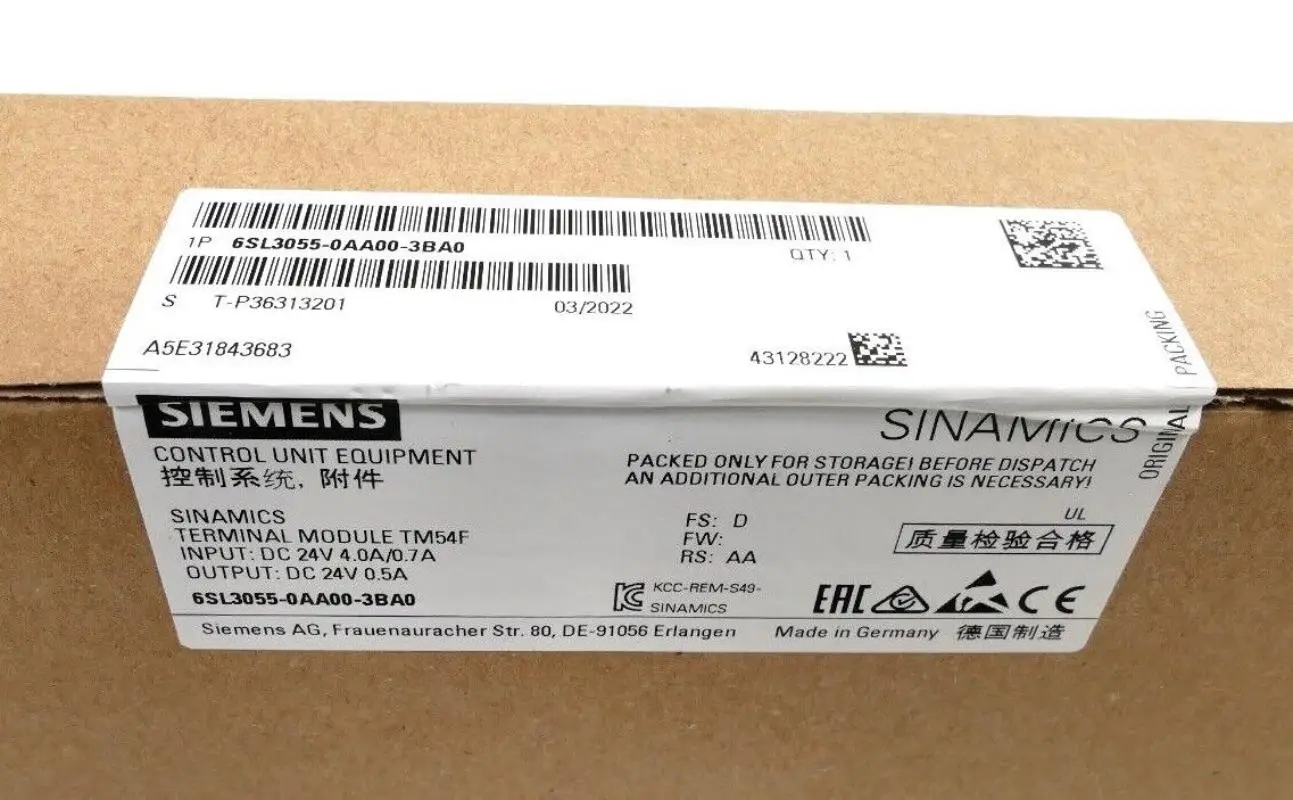 1P 6SL3055-0AA00-3BA0 QTY: 1
S T-P36313201 03/2022
A5E31843683 43128222
ORIGINAL PACKING
SIEMENS SINAMICS
CONTROL UNIT EQUIPMENT
控制系统, 附件
PACKED ONLY FOR STORAGE! BEFORE DISPATCH
AN ADDITIONAL OUTER PACKING IS NECESSARY!
SINAMICS
TERMINAL MODULE TM54F
INPUT: DC 24V 4.0A/0.7A
OUTPUT: DC 24V 0.5A
6SL3055-0AA00-3BA0
FS: D
FW:
RS: AA
UL
质量检验合格
KCC-REM-S49-
SINAMICS
EAC CE
Siemens AG, Frauenauracher Str. 80, DE-91056 Erlangen Made in Germany 德国制造